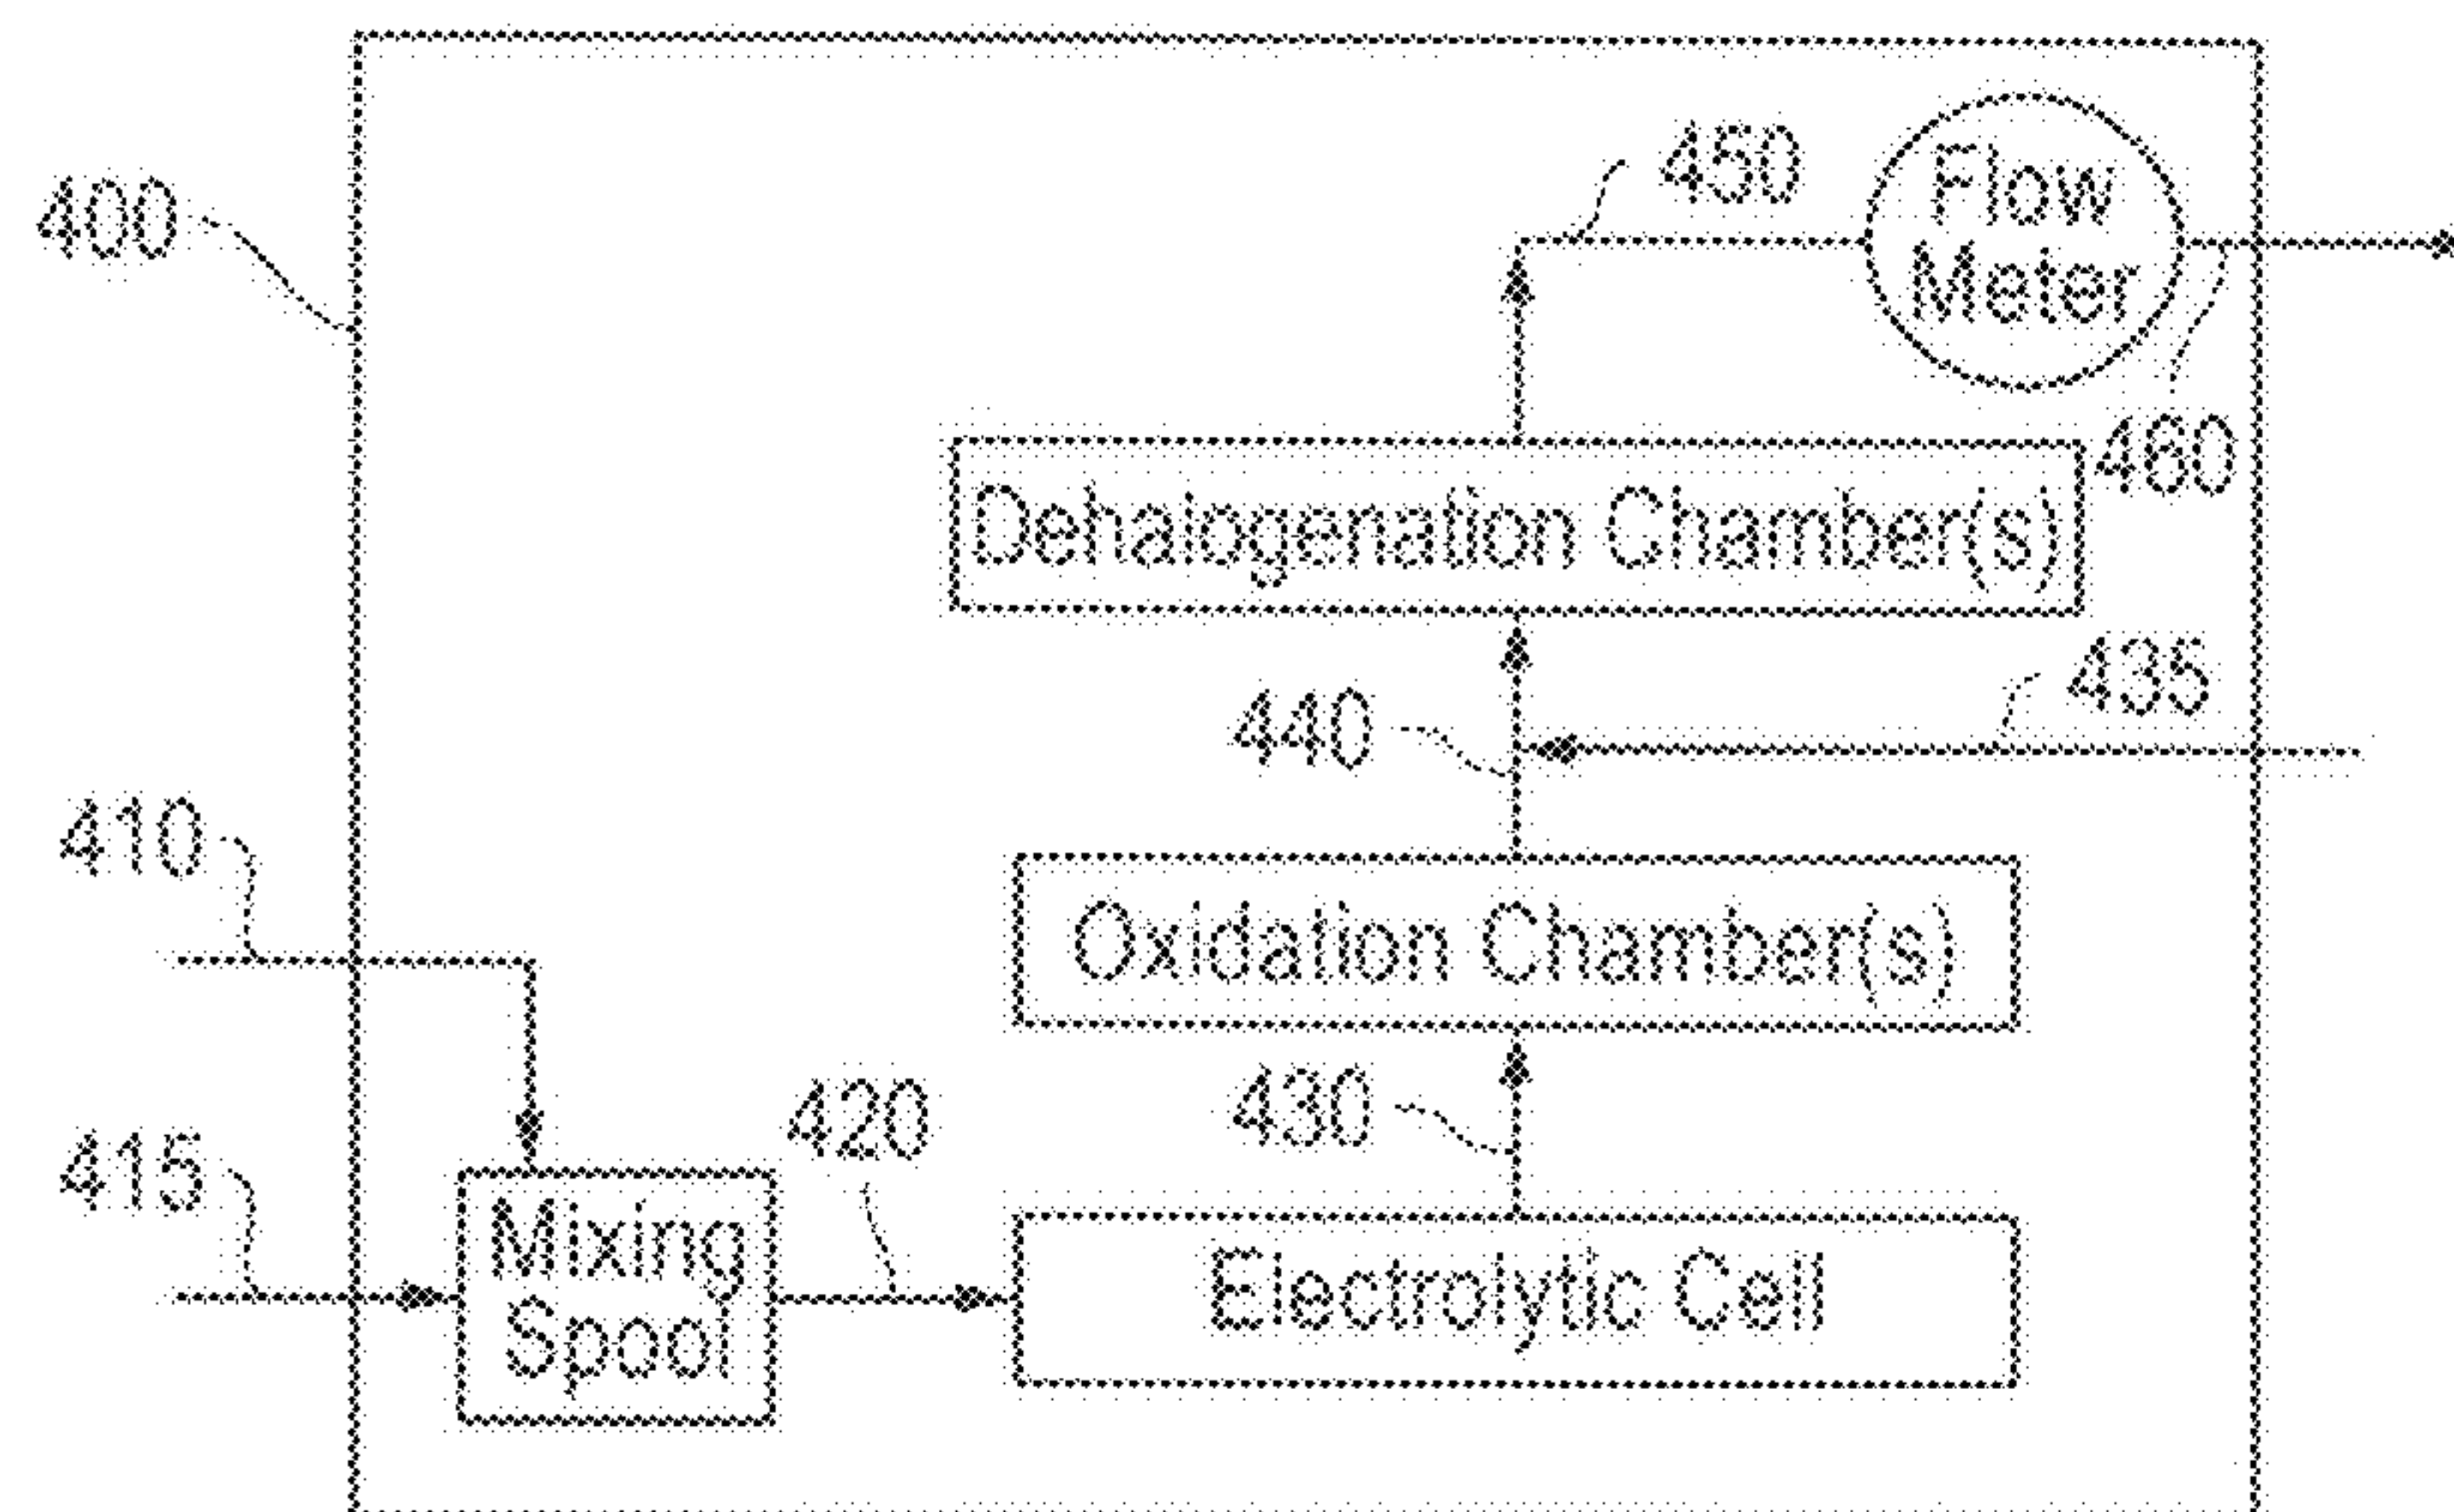 450
Flow
Meter
400
460
Dehalogenation Chamber(s)
435
440
410
Oxidation Chamber(s)
420
430
415
Mixing
Spool
Electrolytic Cell